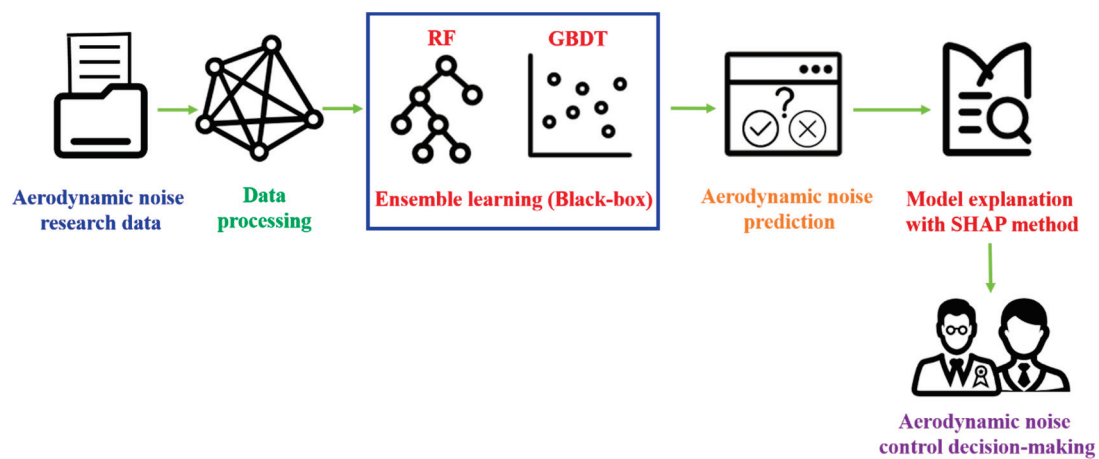 RF
GBDT
?
Aerodynamic noise
research data
Data
processing
Ensemble learning (Black-box)
Aerodynamic noise
prediction
Model explanation
with SHAP method
Aerodynamic noise
control decision-making